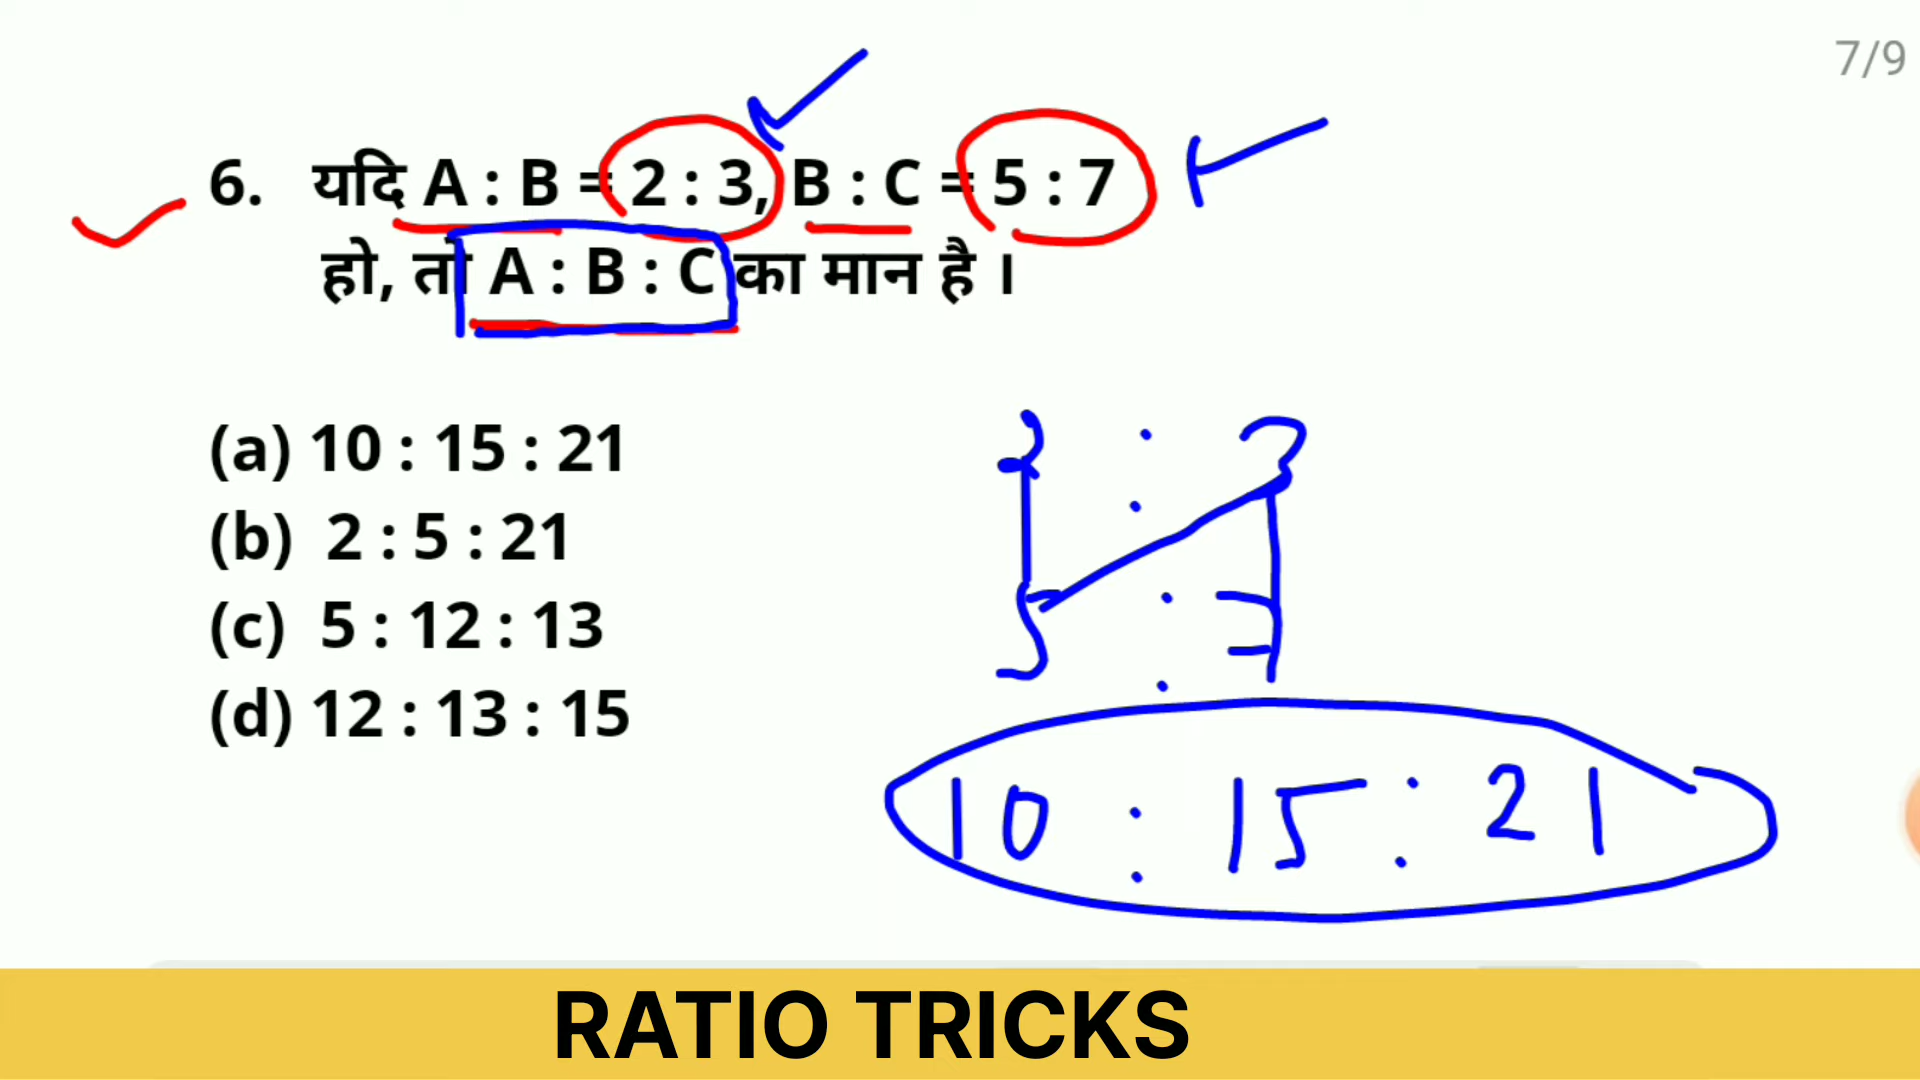 7/9
6. यदि A : B = 2 : 3, B : C = 5 : 7
हो, तो A : B : C का मान है ।
(a) 10 : 15 : 21
(b) 2 : 5 : 21
(c) 5 : 12 : 13
(d) 12 : 13 : 15
2 : 3
5 : 7
10 : 15 : 21
RATIO TRICKS